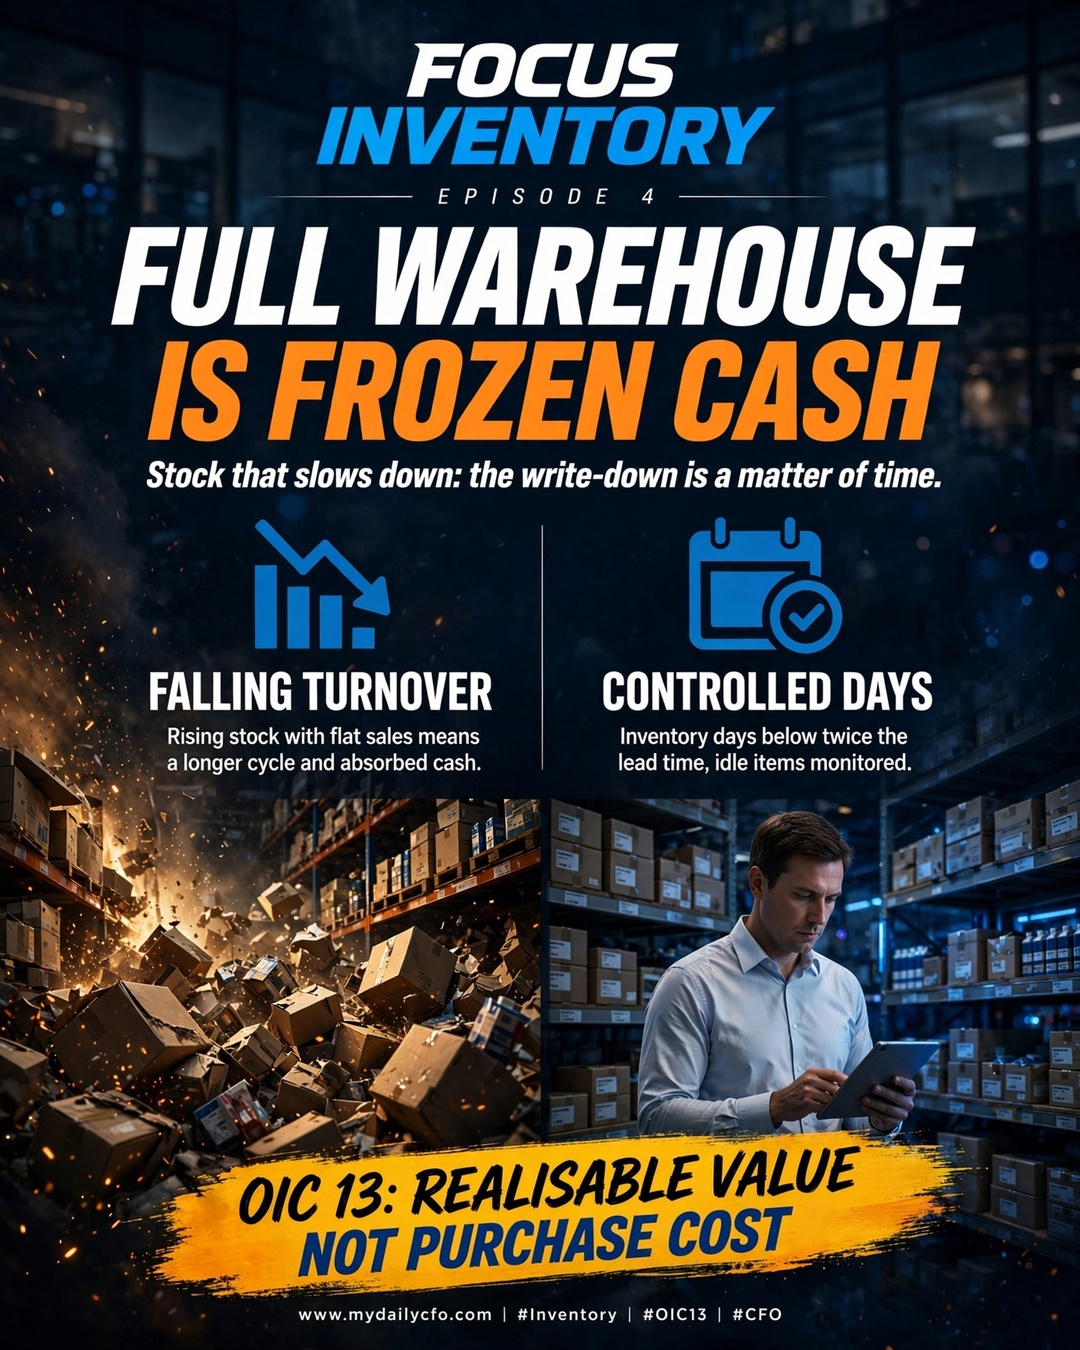 FOCUS
INVENTORY
EPISODE 4
FULL WAREHOUSE
IS FROZEN CASH
Stock that slows down: the write-down is a matter of time.
FALLING TURNOVER
Rising stock with flat sales means
a longer cycle and absorbed cash.
CONTROLLED DAYS
Inventory days below twice the
lead time, idle items monitored.
OIC 13: REALISABLE VALUE
NOT PURCHASE COST
www.mydailycfo.com | #Inventory | #OIC13 | #CFO